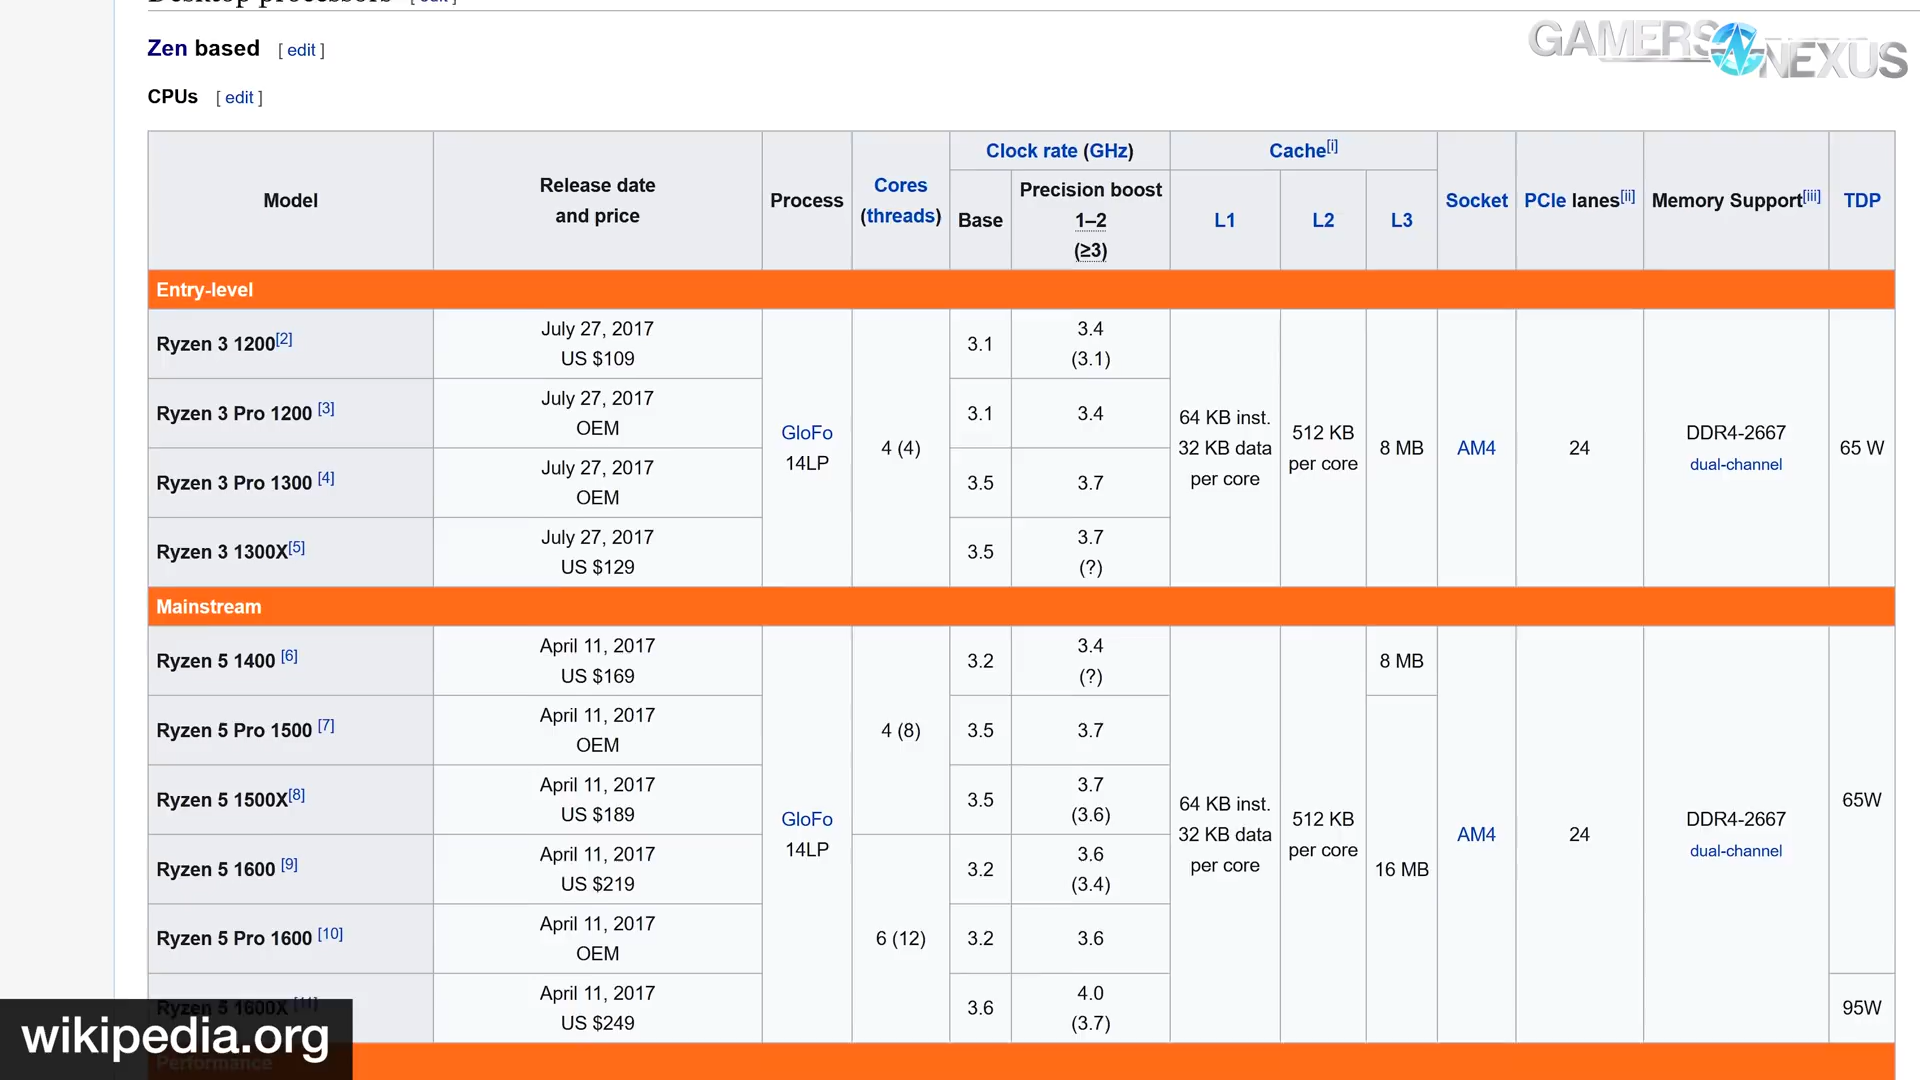 Desktop processors [ edit ]
GAMERS NEXUS
Zen based [ edit ]
CPUs [ edit ]
Model
Release date
and price
Process
Cores
(threads)
Clock rate (GHz)
Base
Precision boost
1–2
(≥3)
Cache[i]
L1
L2
L3
Socket
PCIe lanes[ii]
Memory Support[iii]
TDP
Entry-level
Ryzen 3 1200[2]
July 27, 2017
US $109
GloFo
14LP
4 (4)
3.1
3.4
(3.1)
64 KB inst.
32 KB data
per core
512 KB
per core
8 MB
AM4
24
DDR4-2667
dual-channel
65 W
Ryzen 3 Pro 1200 [3]
July 27, 2017
OEM
3.1
3.4
Ryzen 3 Pro 1300 [4]
July 27, 2017
OEM
3.5
3.7
Ryzen 3 1300X[5]
July 27, 2017
US $129
3.5
3.7
(?)
Mainstream
Ryzen 5 1400 [6]
April 11, 2017
US $169
GloFo
14LP
4 (8)
3.2
3.4
(?)
64 KB inst.
32 KB data
per core
512 KB
per core
8 MB
AM4
24
DDR4-2667
dual-channel
65W
Ryzen 5 Pro 1500 [7]
April 11, 2017
OEM
3.5
3.7
16 MB
Ryzen 5 1500X[8]
April 11, 2017
US $189
3.5
3.7
(3.6)
Ryzen 5 1600 [9]
April 11, 2017
US $219
6 (12)
3.2
3.6
(3.4)
Ryzen 5 Pro 1600 [10]
April 11, 2017
OEM
3.2
3.6
Ryzen 5 1600X [11]
April 11, 2017
US $249
3.6
4.0
(3.7)
95W
Performance
wikipedia.org